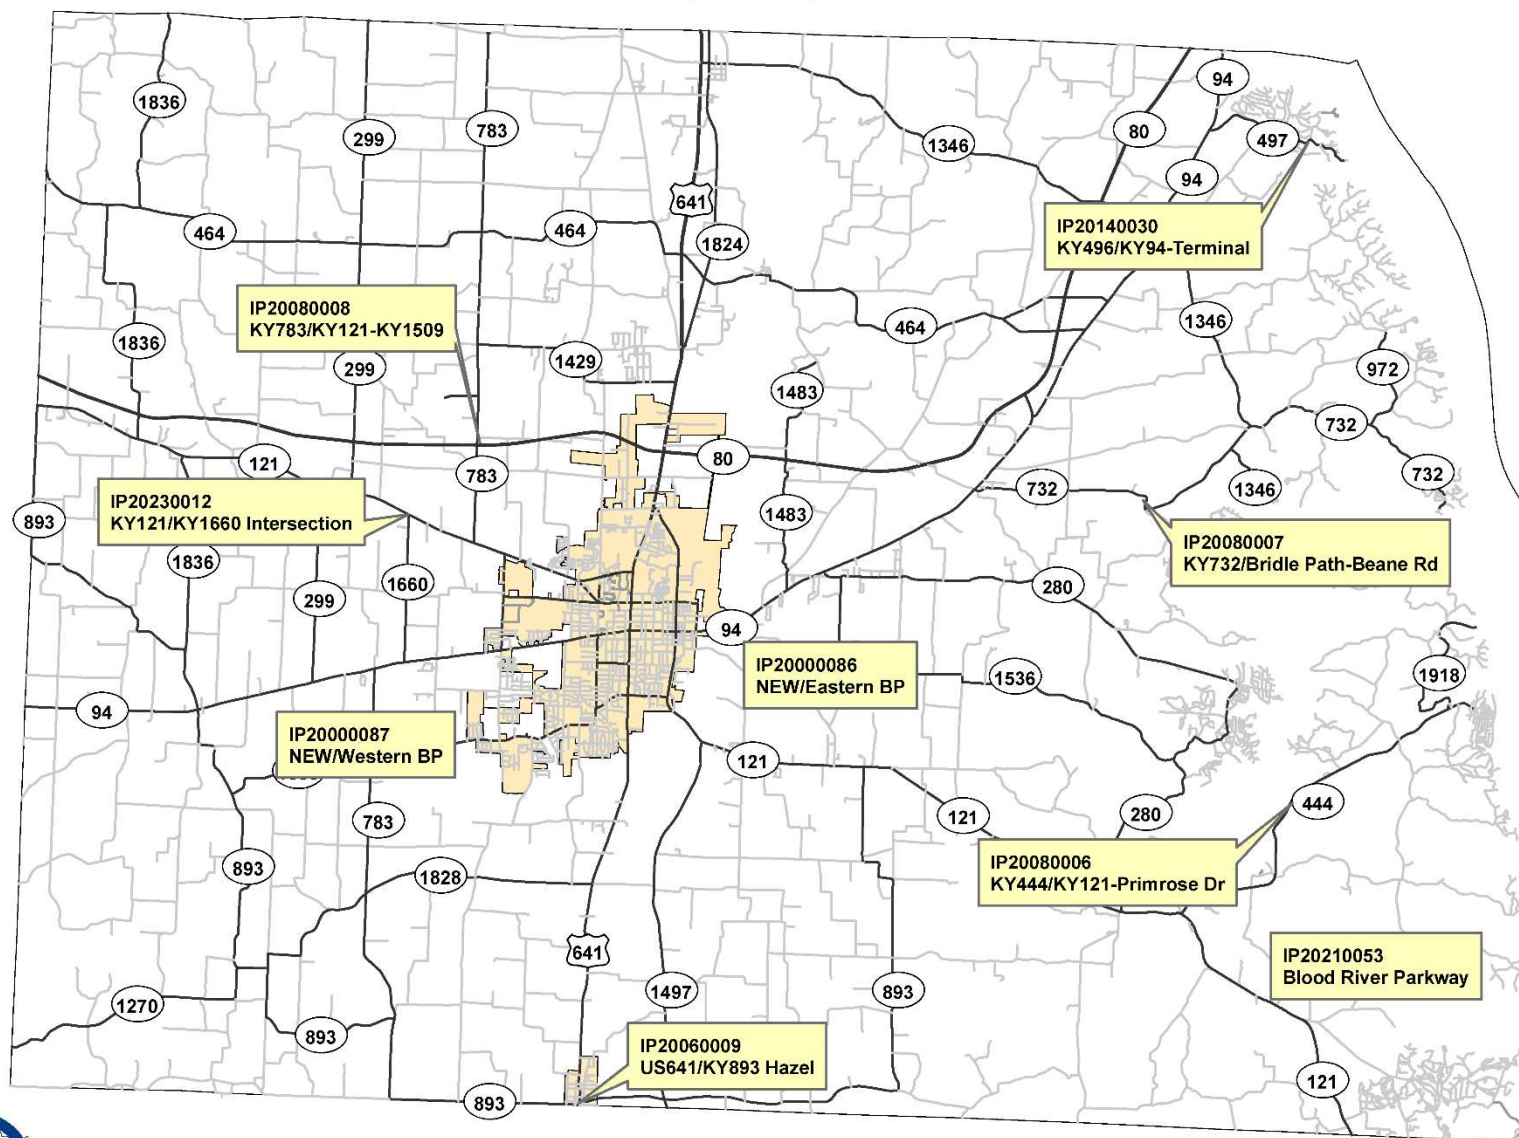 94
1836
80
299
783
1346
497
94
641
IP20140030
KY496/KY94-Terminal
464
464
1824
IP20080008
KY783/KY121-KY1509
1346
464
1836
299
1429
972
1483
732
121
80
783
732
732
1346
IP20230012
KY121/KY1660 Intersection
893
1483
IP20080007
KY732/Bridle Path-Beane Rd
1836
1660
299
280
94
IP20000086
NEW/Eastern BP
1536
1918
94
IP20000087
NEW/Western BP
121
783
121
280
444
893
1828
IP20080006
KY444/KY121-Primrose Dr
641
IP20210053
Blood River Parkway
1497
893
1270
893
IP20060009
US641/KY893 Hazel
121
893